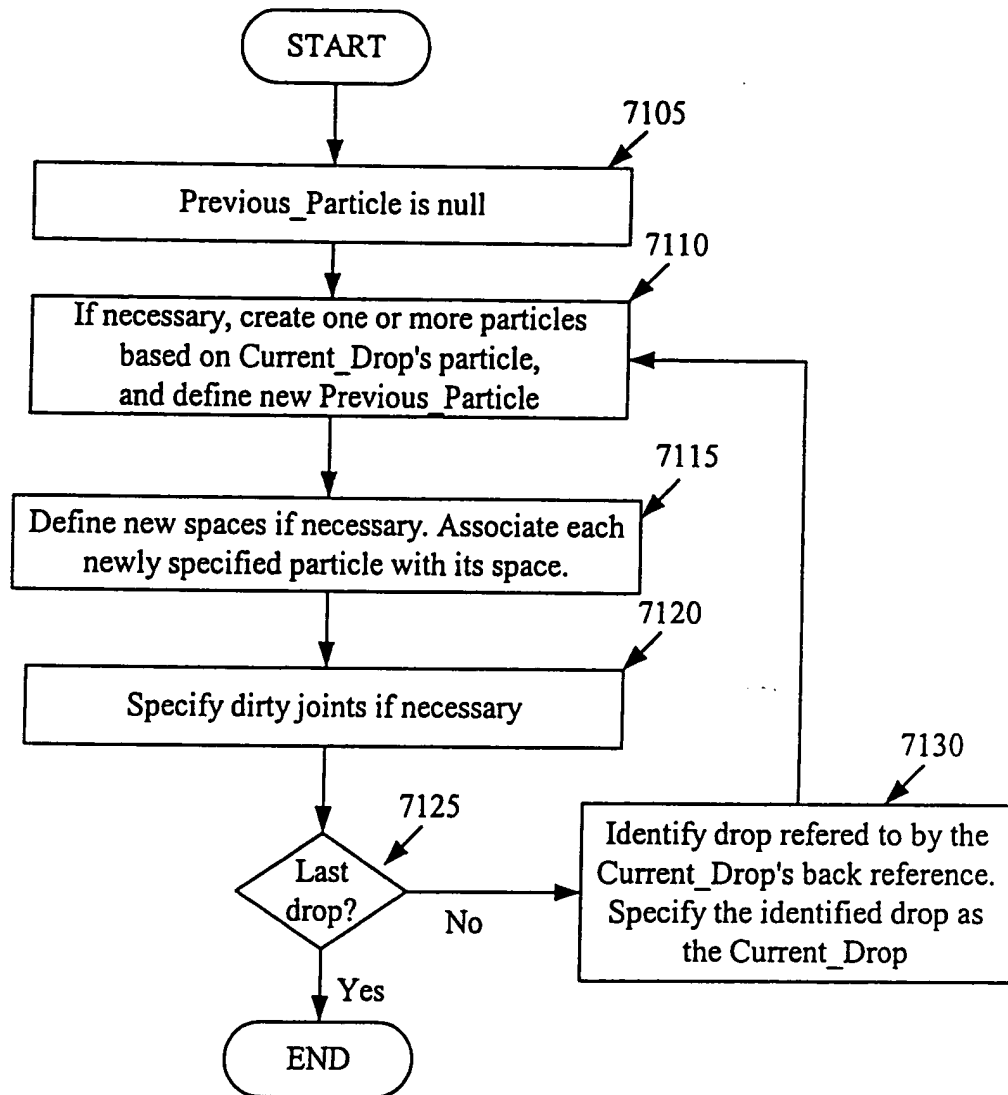 START
7105
Previous_Particle is null
7110
If necessary, create one or more particles
based on Current_Drop's particle,
and define new Previous_Particle
7115
Define new spaces if necessary. Associate each
newly specified particle with its space.
7120
Specify dirty joints if necessary
7125
Last
drop?
No
Yes
7130
Identify drop refered to by the
Current_Drop's back reference.
Specify the identified drop as
the Current_Drop
END